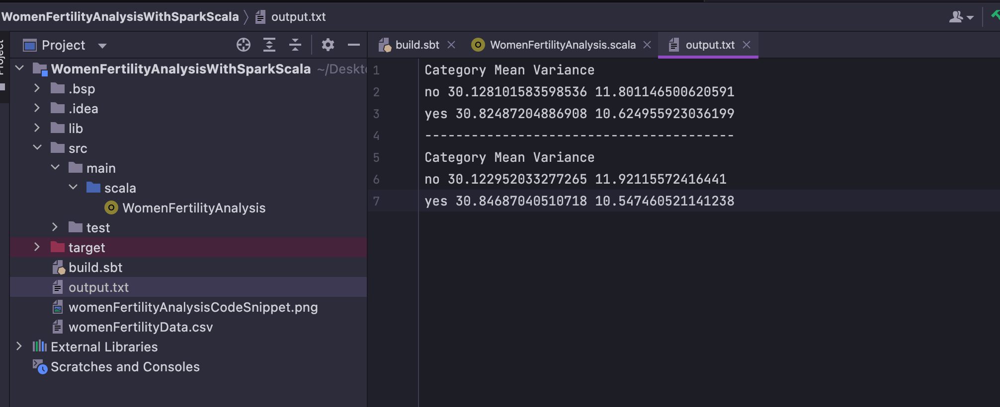 WomenFertilityAnalysisWithSparkScala output.txt
Project
build.sbt WomenFertilityAnalysis.scala output.txt
WomenFertilityAnalysisWithSparkScala ~/Deskto
.bsp
.idea
lib
src
main
scala
WomenFertilityAnalysis
test
target
build.sbt
output.txt
womenFertilityAnalysisCodeSnippet.png
womenFertilityData.csv
External Libraries
Scratches and Consoles
1 Category Mean Variance
2 no 30.128101583598536 11.801146500620591
3 yes 30.82487204886908 10.624955923036199
4 ----------------------------------------
5 Category Mean Variance
6 no 30.122952033277265 11.92115572416441
7 yes 30.84687040510718 10.547460521141238